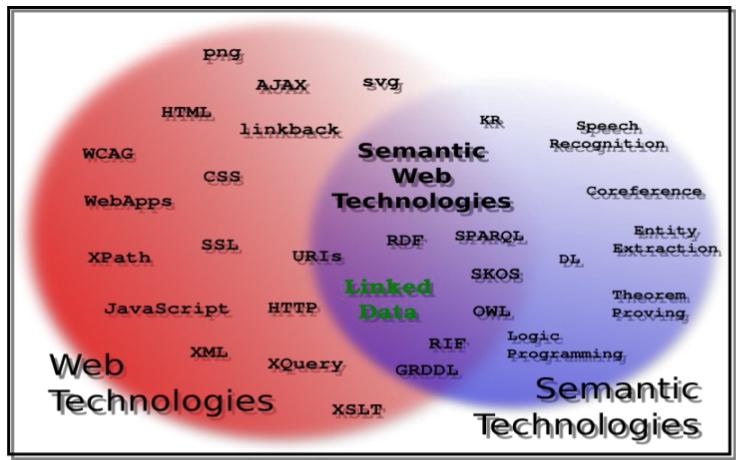 png
AJAX
svg
HTML
linkback
KR
Speech
Recognition
WCAG
Semantic
Web
Technologies
CSS
Coreference
WebApps
RDF
SPARQL
Entity
Extraction
SSL
XPath
URIs
DL
SKOS
Linked
Data
Theorem
Proving
JavaScript
HTTP
OWL
Logic
Programming
RIF
XML
XQuery
GRDDL
Web
Technologies
XSLT
Semantic
Technologies